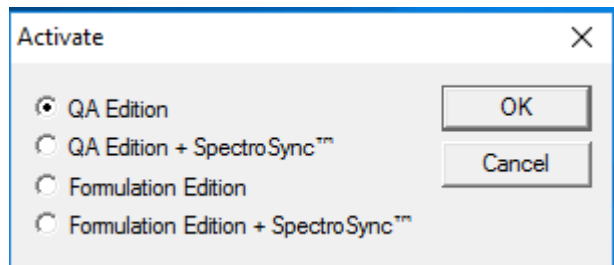 Activate
QA Edition
OK
QA Edition + SpectroSync™
Cancel
Formulation Edition
Formulation Edition + SpectroSync™